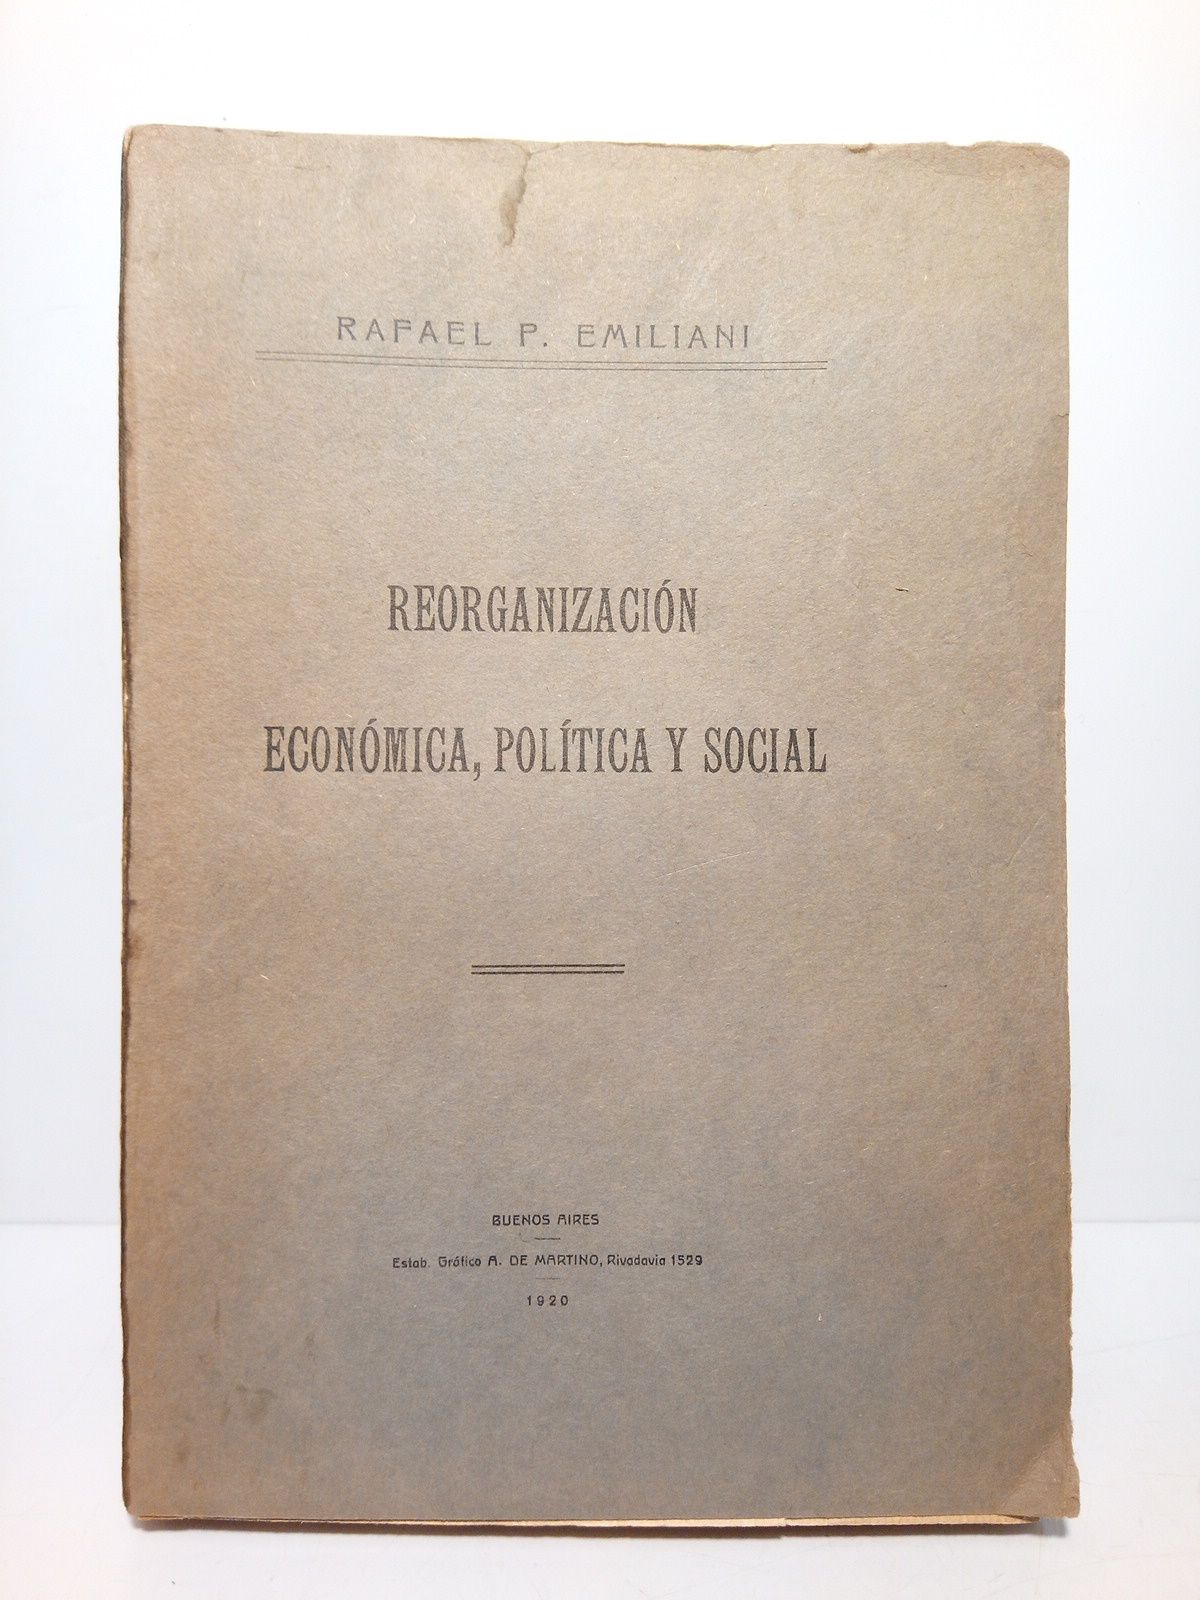 RAFAEL P. EMILIANI
REORGANIZACIÓN
ECONÓMICA, POLÍTICA Y SOCIAL
BUENOS AIRES
Estab. Gráfico A. DE MARTINO, Rivadavia 1529
1920